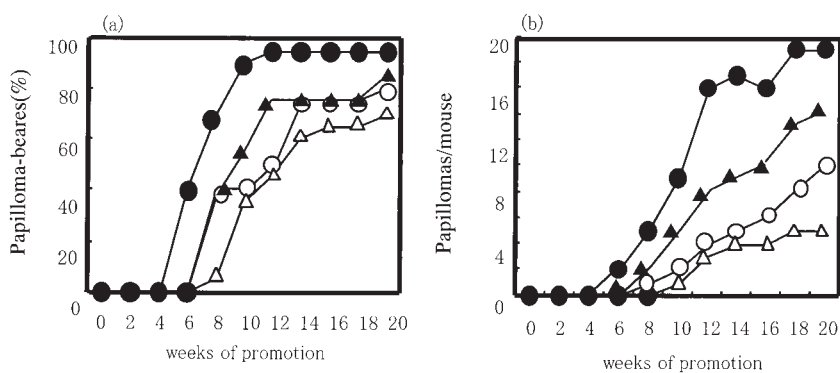 (a)
Papilloma-beares(%)
100
80
60
40
20
0
0 2 4 6 8 10 12 14 16 18 20
weeks of promotion
(b)
Papillomas/mouse
20
16
12
8
4
0
0 2 4 6 8 10 12 14 16 18 20
weeks of promotion